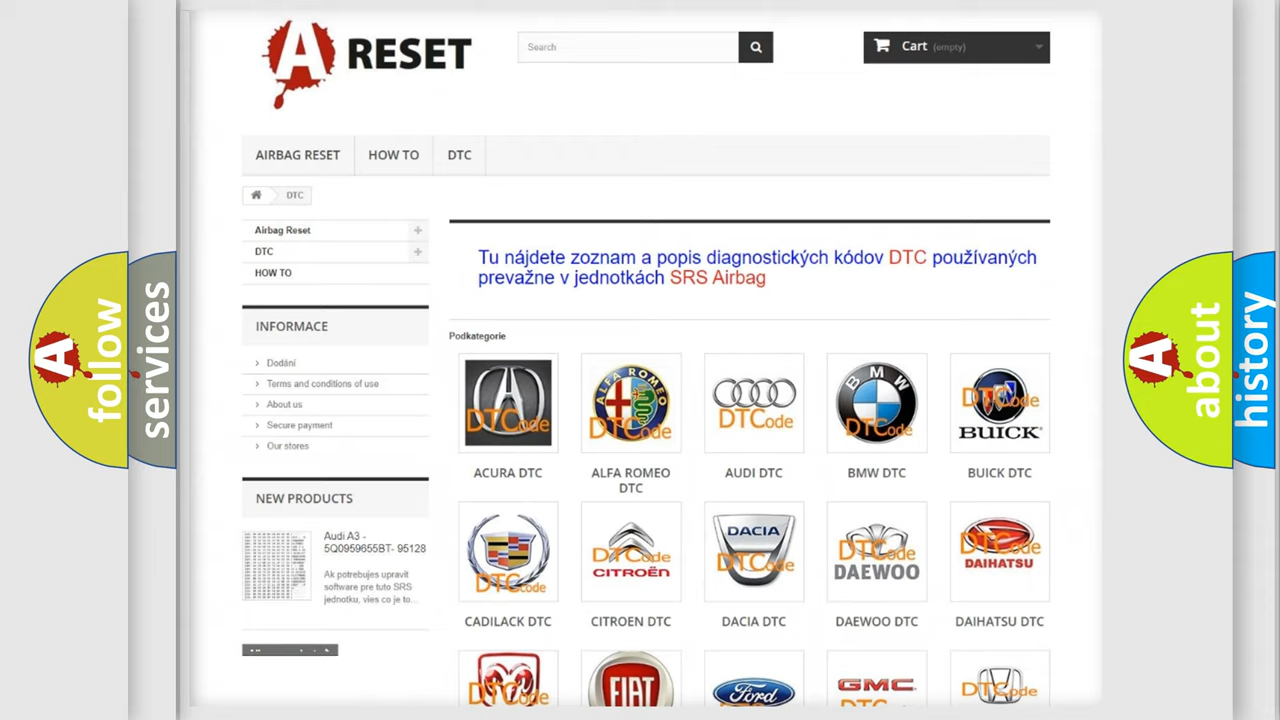 A RESET
Search
Cart (empty)
AIRBAG RESET
HOW TO
DTC
DTC
Airbag Reset
DTC
HOW TO
Tu nájdete zoznam a popis diagnostických kódov DTC používaných
prevažne v jednotkách SRS Airbag
INFORMACE
Dodání
Terms and conditions of use
About us
Secure payment
Our stores
NEW PRODUCTS
Audi A3 -
5Q0959655BT- 95128
Ak potrebujes upravit
software pre tuto SRS
jednotku, vies co je to...
Podkategorie
DTCode
ALFA ROMEO
DTCode
DTCode
BMW
DTCode
DTCode
BUICK
ACURA DTC
ALFA ROMEO
DTC
AUDI DTC
BMW DTC
BUICK DTC
DTCode
DTCode
CITROËN
DACIA
DTCode
DTCode
DAEWOO
DTCode
DAIHATSU
CADILACK DTC
CITROEN DTC
DACIA DTC
DAEWOO DTC
DAIHATSU DTC
DTCode
FIAT
Ford
GMC
DTCode
A follow
services
A about
history